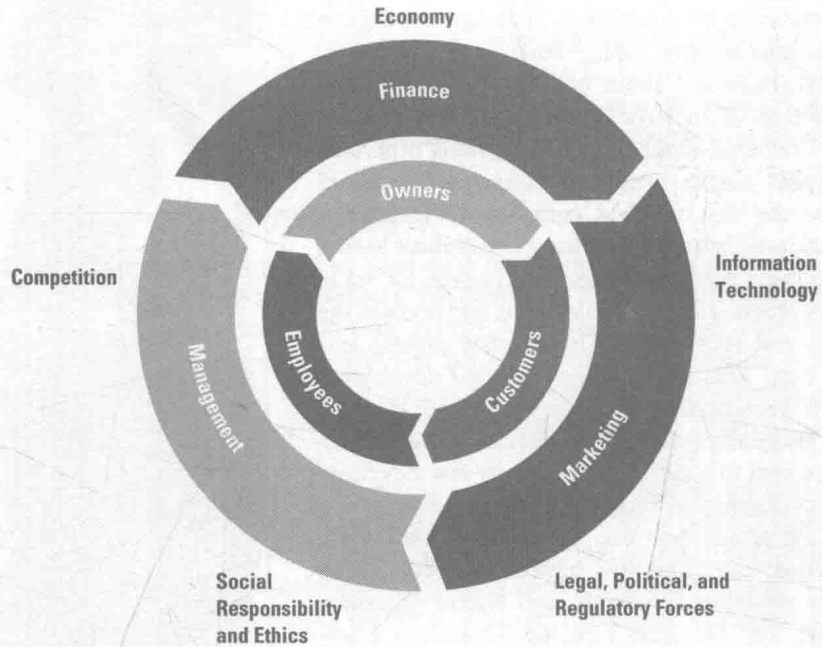 Economy
Finance
Owners
Competition
Information
Technology
Management
Employees
Customers
Marketing
Social
Responsibility
and Ethics
Legal, Political, and
Regulatory Forces